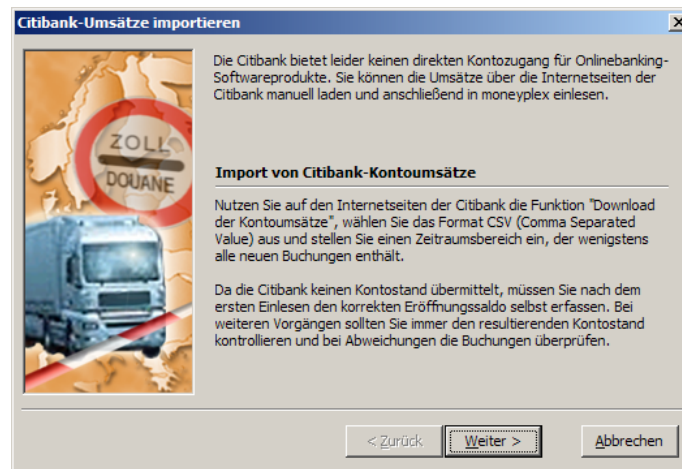 Citibank-Umsätze importieren
Die Citibank bietet leider keinen direkten Kontozugang für Onlinebanking-
Softwareprodukte. Sie können die Umsätze über die Internetseiten der
Citibank manuell laden und anschließend in moneyplex einlesen.
ZOLL
DOUANE
Import von Citibank-Kontoumsätze
Nutzen Sie auf den Internetseiten der Citibank die Funktion "Download
der Kontoumsätze", wählen Sie das Format CSV (Comma Separated
Value) aus und stellen Sie einen Zeitraumsbereich ein, der wenigstens
alle neuen Buchungen enthält.
Da die Citibank keinen Kontostand übermittelt, müssen Sie nach dem
ersten Einlesen den korrekten Eröffnungssaldo selbst erfassen. Bei
weiteren Vorgängen sollten Sie immer den resultierenden Kontostand
kontrollieren und bei Abweichungen die Buchungen überprüfen.
< Zurück
Weiter >
Abbrechen